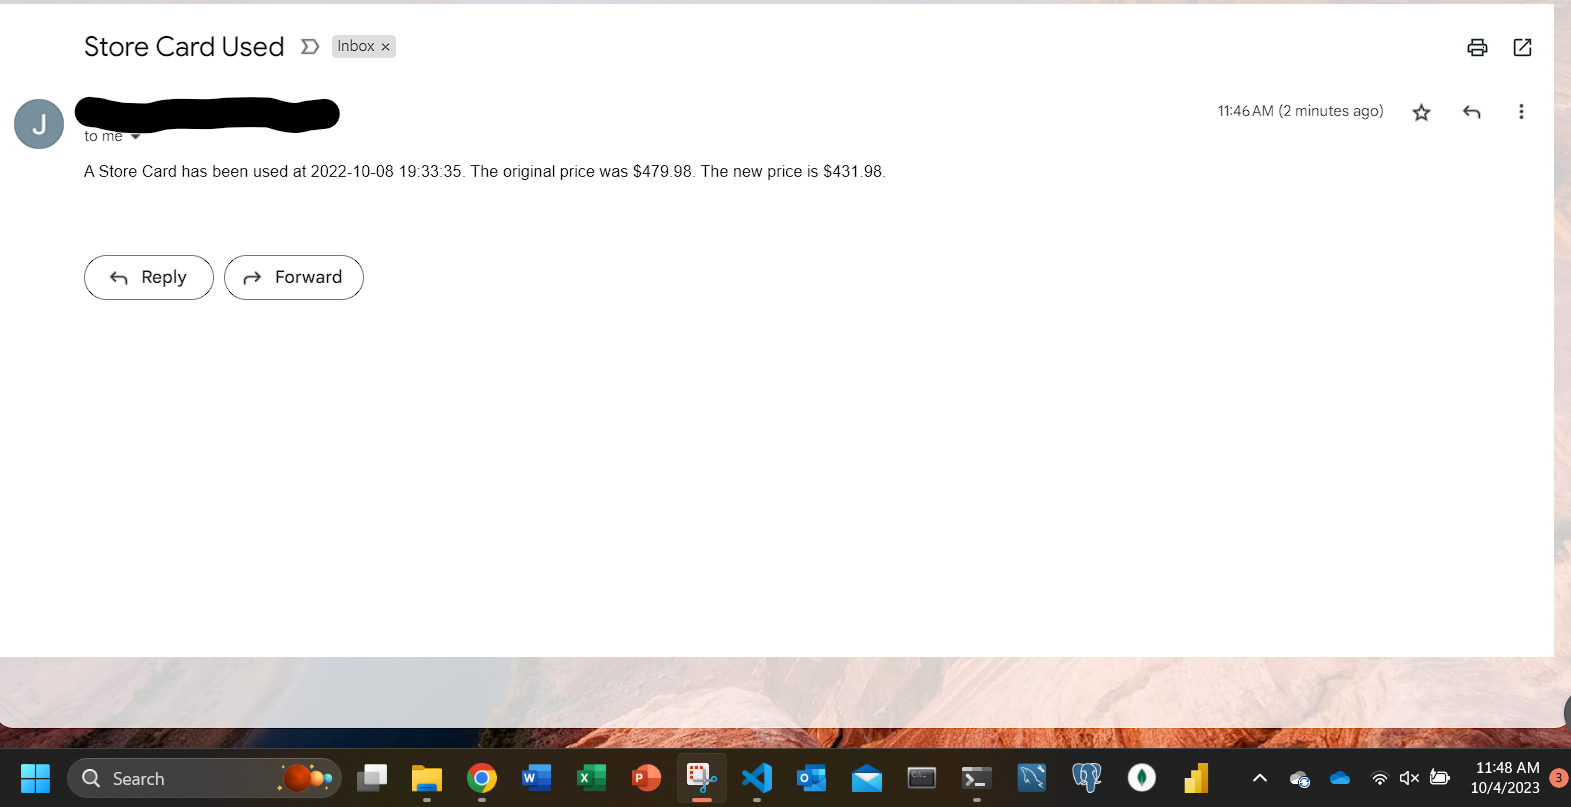 Store Card Used Inbox ×
J
11:46 AM (2 minutes ago)
to me
A Store Card has been used at 2022-10-08 19:33:35. The original price was $479.98. The new price is $431.98.
Reply Forward
Search
11:48 AM
10/4/2023
3